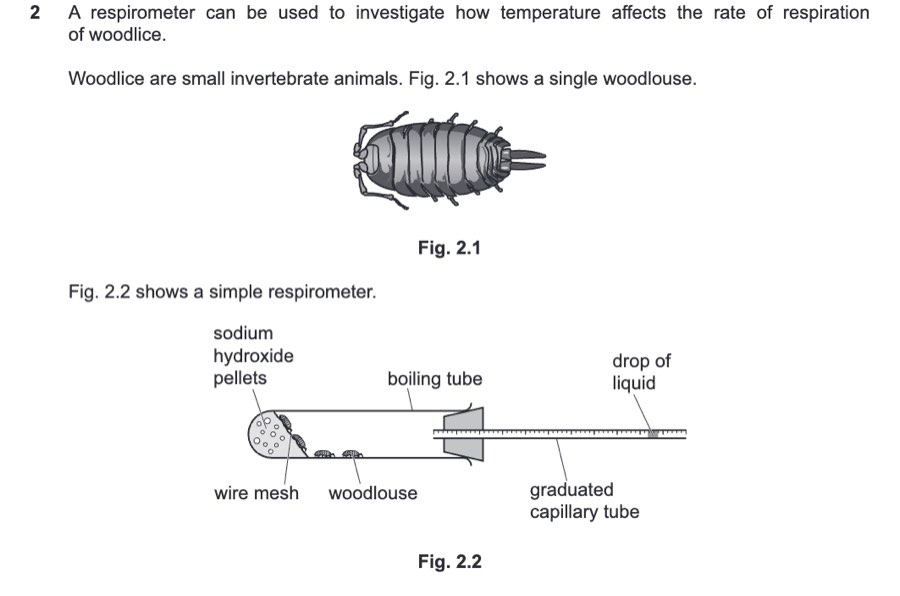 2 A respirometer can be used to investigate how temperature affects the rate of respiration
of woodlice.
Woodlice are small invertebrate animals. Fig. 2.1 shows a single woodlouse.
Fig. 2.1
Fig. 2.2 shows a simple respirometer.
sodium
hydroxide
pellets
boiling tube
drop of
liquid
wire mesh
woodlouse
graduated
capillary tube
Fig. 2.2